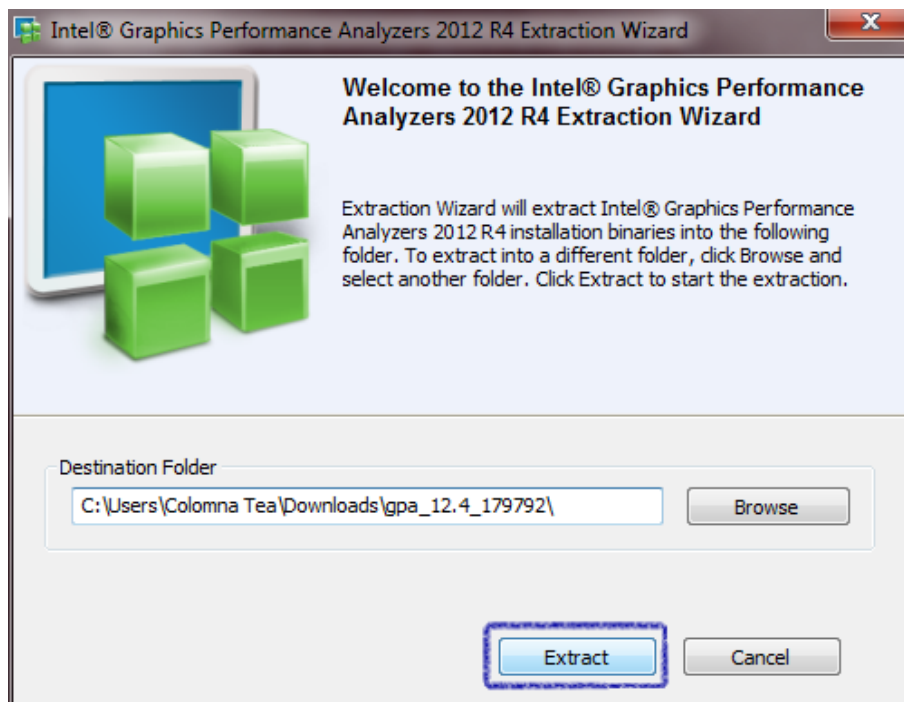 Intel® Graphics Performance Analyzers 2012 R4 Extraction Wizard
Welcome to the Intel® Graphics Performance
Analyzers 2012 R4 Extraction Wizard
Extraction Wizard will extract Intel® Graphics Performance
Analyzers 2012 R4 installation binaries into the following
folder. To extract into a different folder, click Browse and
select another folder. Click Extract to start the extraction.
Destination Folder
C:\Users\Colomna Tea\Downloads\gpa_12.4_179792\
Browse
Extract
Cancel